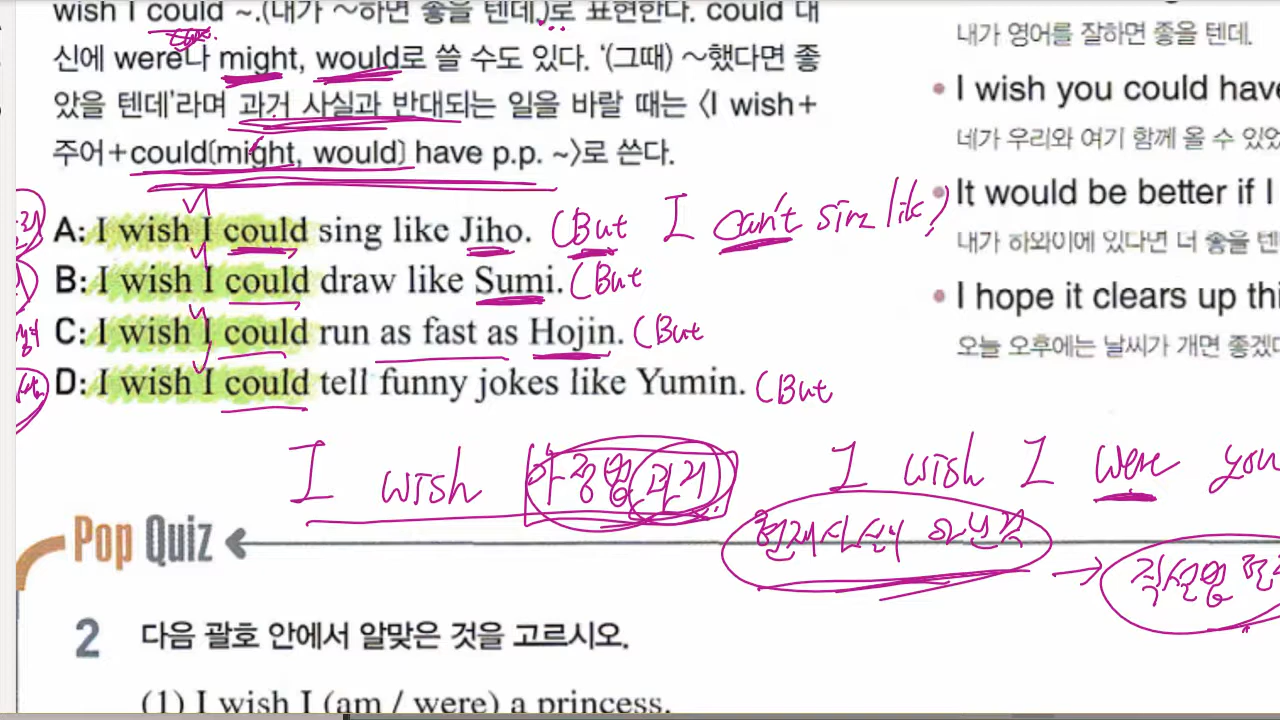 wish I could ~.(내가 ~하면 좋을 텐데.)로 표현한다. could 대
신에 were나 might, would로 쓸 수도 있다. '(그때) ~했다면 좋
았을 텐데'라며 과거 사실과 반대되는 일을 바랄 때는 〈I wish+
주어+could(might, would) have p.p. ~〉로 쓴다.
A: I wish I could sing like Jiho. (But I can't sing like)
B: I wish I could draw like Sumi. (But
C: I wish I could run as fast as Hojin. (But
D: I wish I could tell funny jokes like Yumin. (But
I wish 가정법 과거
I wish I were you
현재사실이 아닌것
→ 직설법 현
Pop Quiz
2 다음 괄호 안에서 알맞은 것을 고르시오.
(1) I wish I (am / were) a princess.
내가 영어를 잘하면 좋을 텐데.
• I wish you could have
네가 우리와 여기 함께 올 수 있었
• It would be better if I
내가 하와이에 있다면 더 좋을 텐
• I hope it clears up thi
오늘 오후에는 날씨가 개면 좋겠다